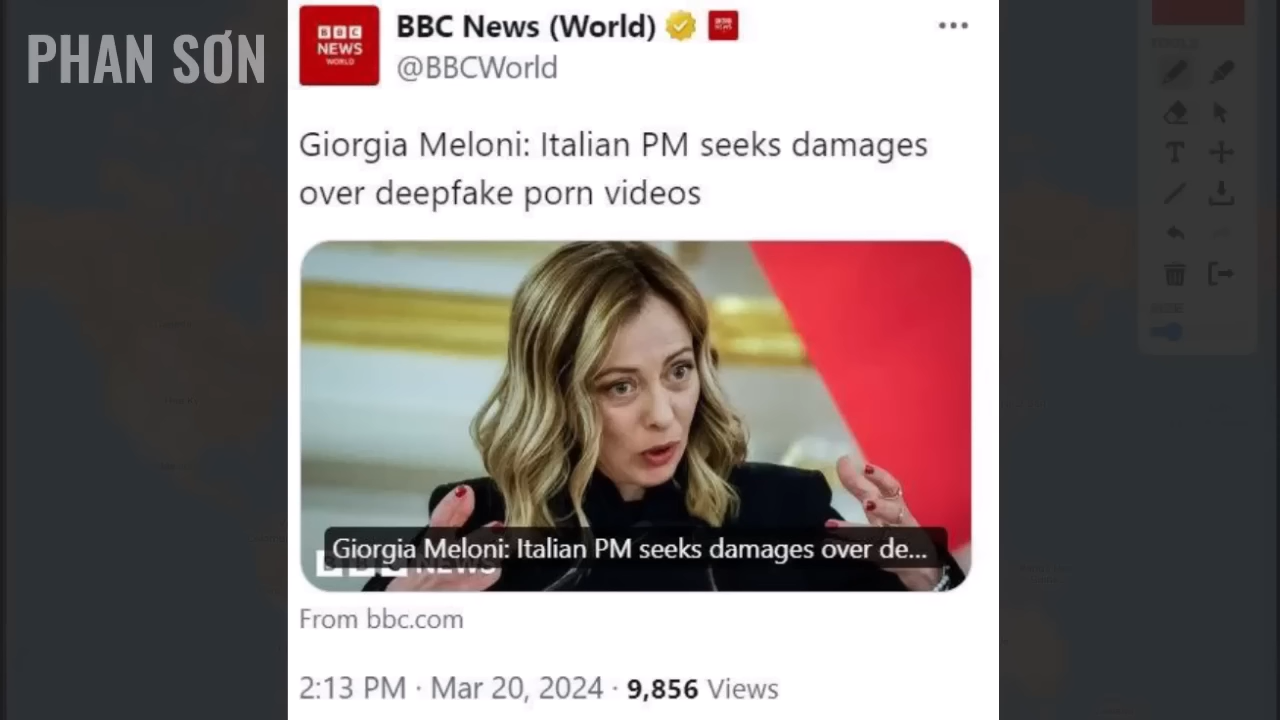 PHAN SƠN
BBC NEWS WORLD
BBC News (World)
@BBCWorld
Giorgia Meloni: Italian PM seeks damages
over deepfake porn videos
Giorgia Meloni: Italian PM seeks damages over de...
BBC NEWS
From bbc.com
2:13 PM · Mar 20, 2024 · 9,856 Views